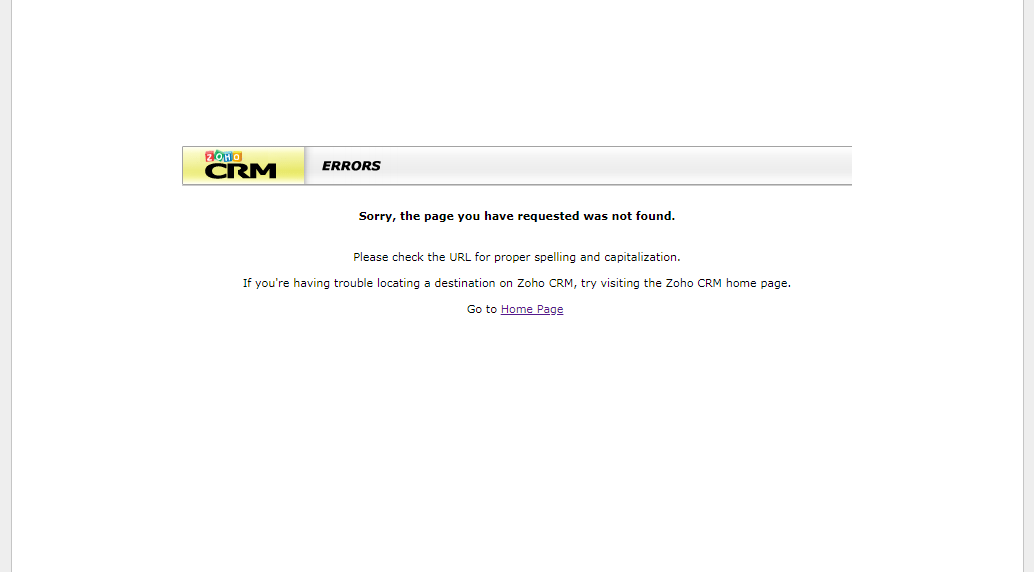 ZOHO
CRM
ERRORS
Sorry, the page you have requested was not found.
Please check the URL for proper spelling and capitalization.
If you're having trouble locating a destination on Zoho CRM, try visiting the Zoho CRM home page.
Go to Home Page